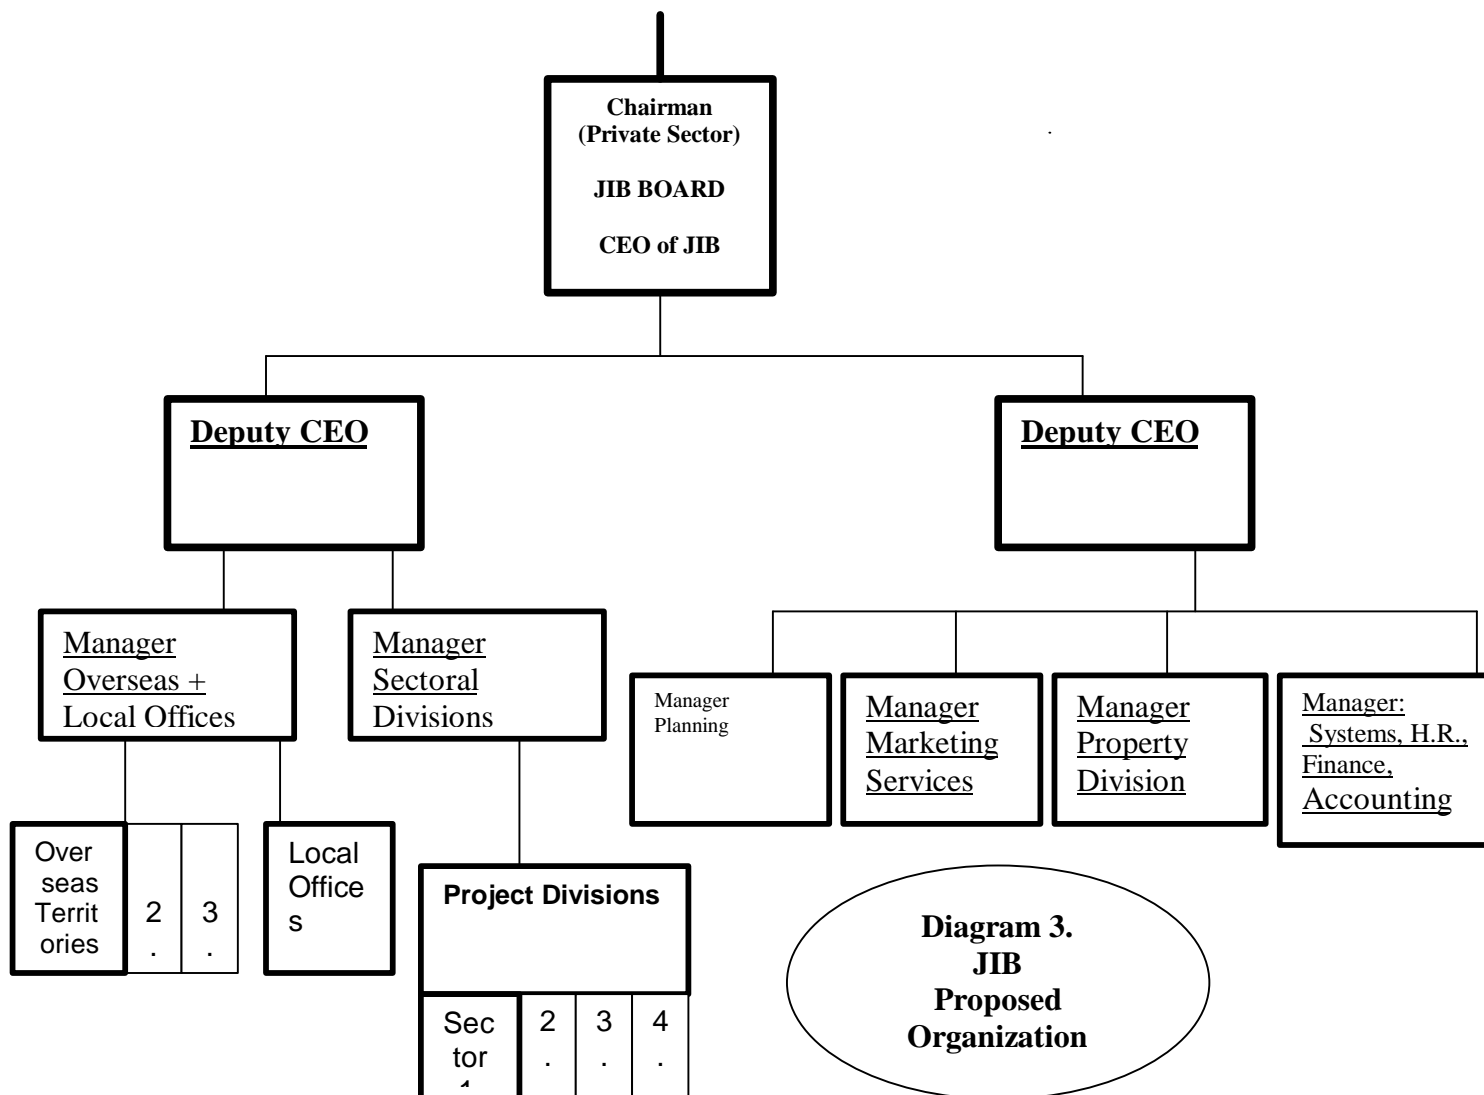 Chairman
(Private Sector)
JIB BOARD
CEO of JIB
Deputy CEO
Deputy CEO
Manager
Overseas +
Local Offices
Manager
Sectoral
Divisions
Manager
Planning
Manager
Marketing
Services
Manager
Property
Division
Manager:
Systems, H.R.,
Finance,
Accounting
Over
seas
Territ
ories
2
.
3
.
Local
Office
s
Project Divisions
Sec
tor
2
.
3
.
4
.
Diagram 3.
JIB
Proposed
Organization